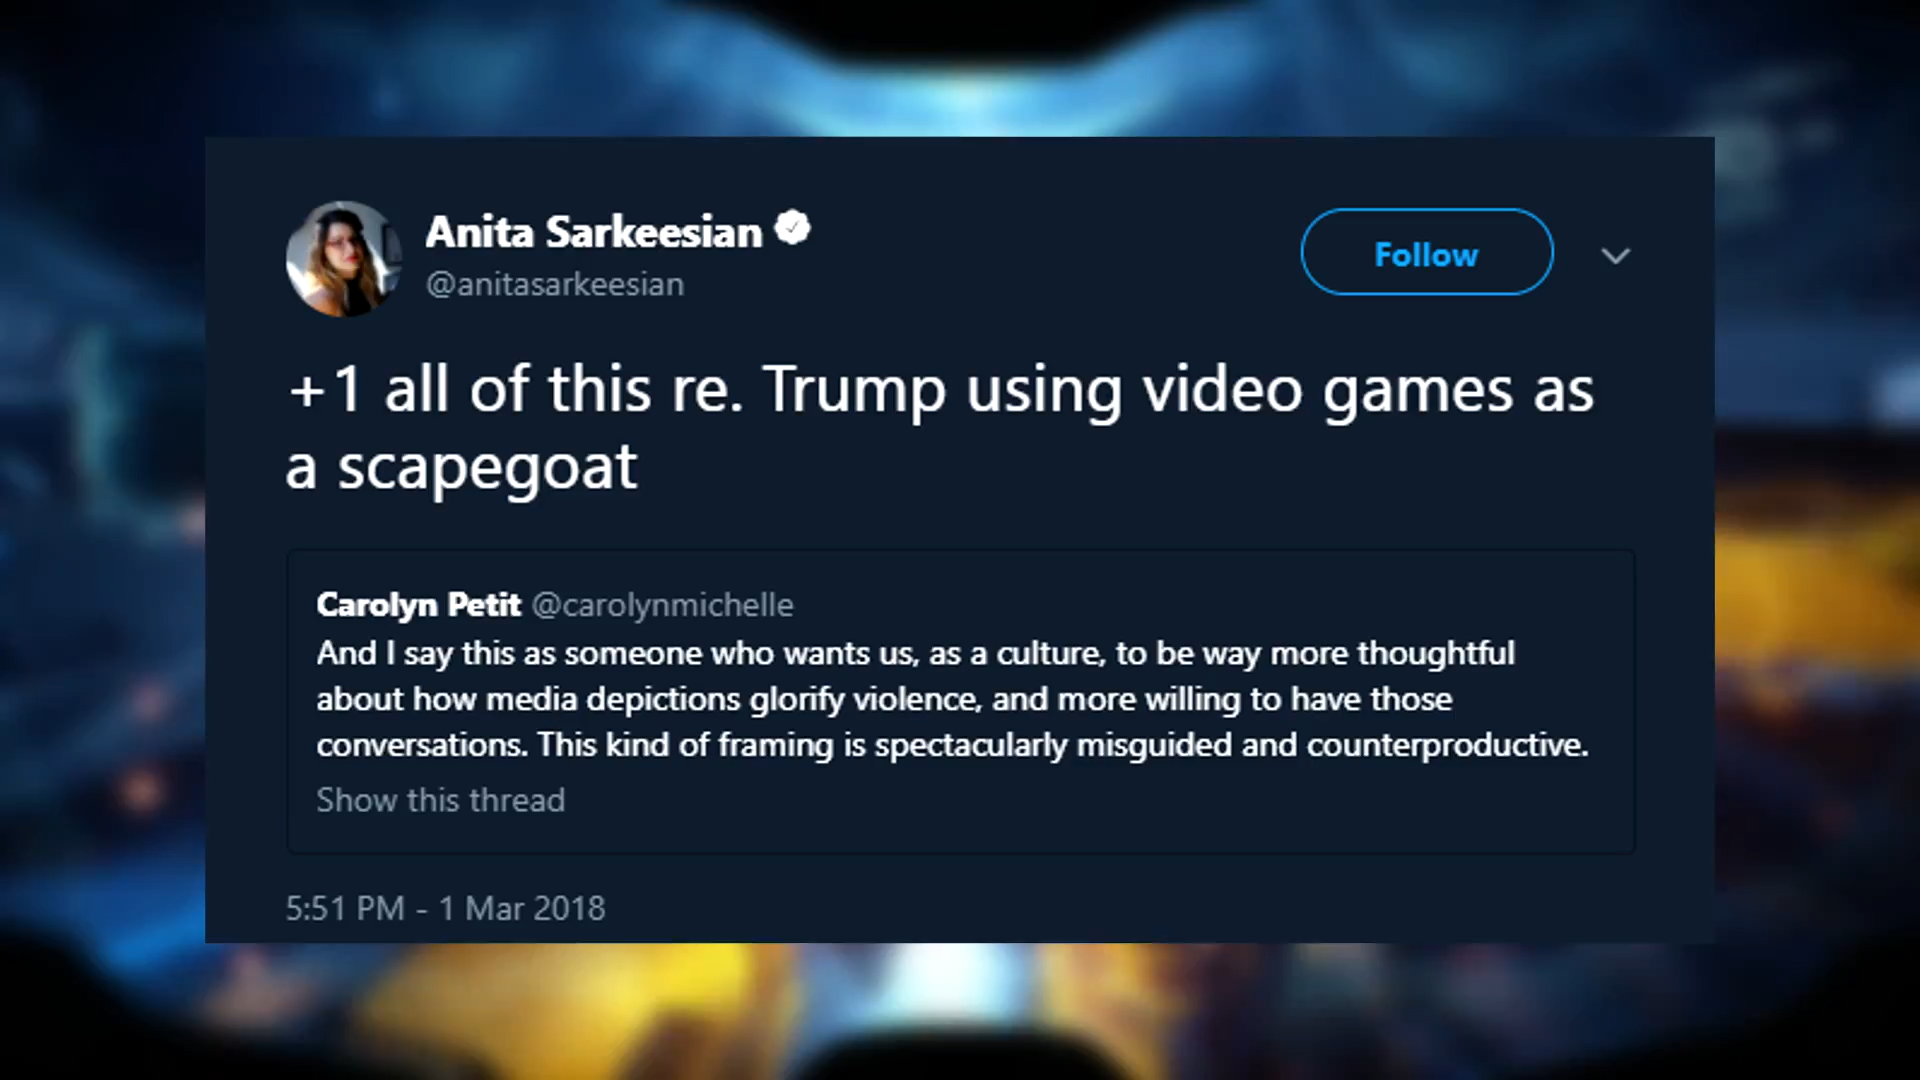 Anita Sarkeesian
@anitasarkeesian
Follow
+1 all of this re. Trump using video games as
a scapegoat
Carolyn Petit @carolynmichelle
And I say this as someone who wants us, as a culture, to be way more thoughtful
about how media depictions glorify violence, and more willing to have those
conversations. This kind of framing is spectacularly misguided and counterproductive.
Show this thread
5:51 PM - 1 Mar 2018